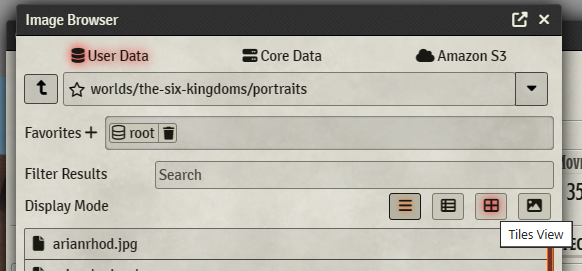 Image Browser
User Data
Core Data
Amazon S3
worlds/the-six-kingdoms/portraits
Favorites
root
Filter Results
Search
Display Mode
Tiles View
arianrhod.jpg
35